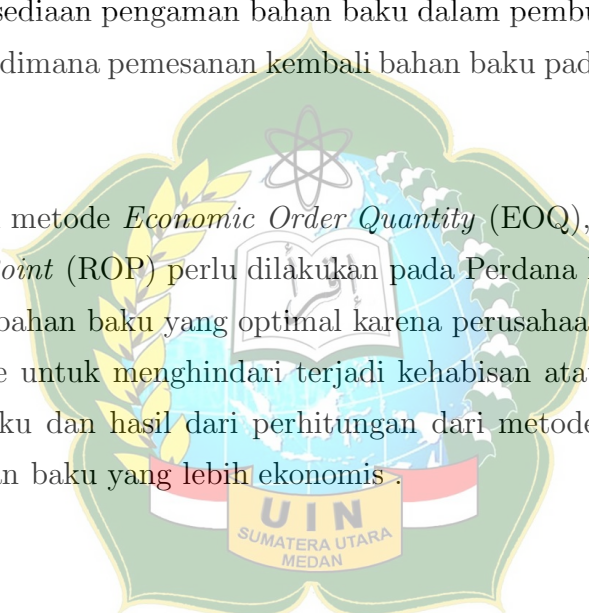 sediaan pengaman bahan baku dalam pembu
dimana pemesanan kembali bahan baku pad
metode Economic Order Quantity (EOQ),
oint (ROP) perlu dilakukan pada Perdana
bahan baku yang optimal karena perusahaa
e untuk menghindari terjadi kehabisan ata
ku dan hasil dari perhitungan dari metode
an baku yang lebih ekonomis .
UIN
SUMATERA UTARA
MEDAN